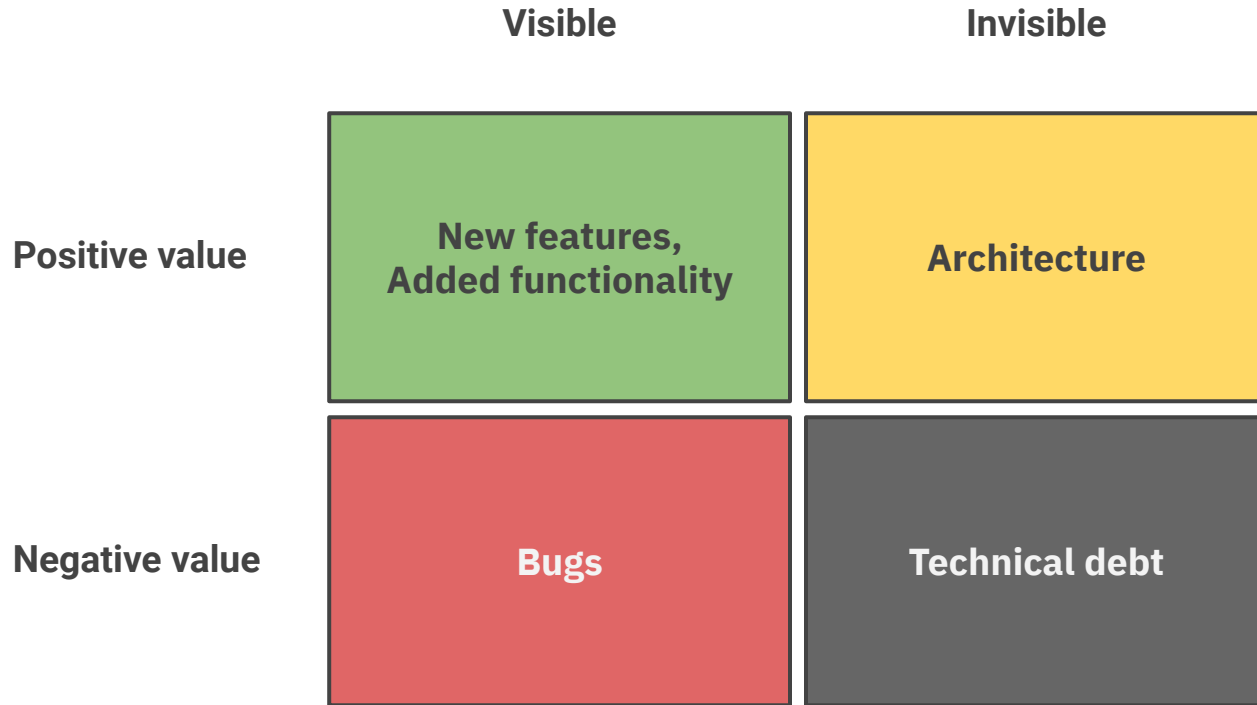 Visible
Invisible
Positive value
New features,
Added functionality
Architecture
Negative value
Bugs
Technical debt